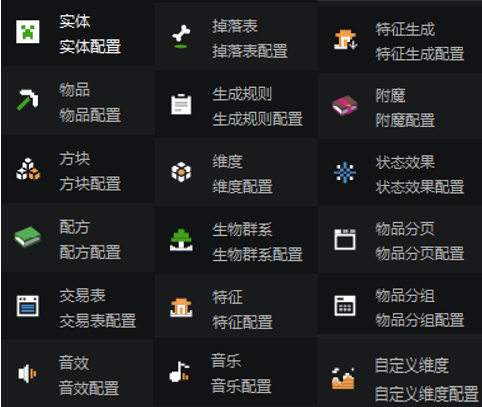 实体
实体配置
物品
物品配置
方块
方块配置
配方
配方配置
交易表
交易表配置
音效
音效配置
掉落表
掉落表配置
生成规则
生成规则配置
维度
维度配置
生物群系
生物群系配置
特征
特征配置
音乐
音乐配置
特征生成
特征生成配置
附魔
附魔配置
状态效果
状态效果配置
物品分页
物品分页配置
物品分组
物品分组配置
自定义维度
自定义维度配置